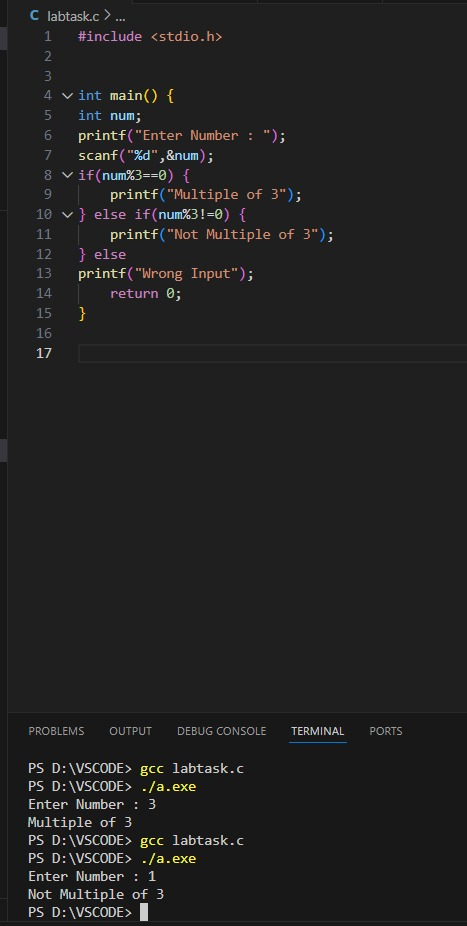 C labtask.c > ...
1 #include <stdio.h>
2
3
4 int main() {
5 int num;
6 printf("Enter Number : ");
7 scanf("%d",&num);
8 if(num%3==0) {
9     printf("Multiple of 3");
10 } else if(num%3!=0) {
11     printf("Not Multiple of 3");
12 } else
13 printf("Wrong Input");
14     return 0;
15 }
16
17
PROBLEMS OUTPUT DEBUG CONSOLE TERMINAL PORTS
PS D:\VSCODE> gcc labtask.c
PS D:\VSCODE> ./a.exe
Enter Number : 3
Multiple of 3
PS D:\VSCODE> gcc labtask.c
PS D:\VSCODE> ./a.exe
Enter Number : 1
Not Multiple of 3
PS D:\VSCODE>